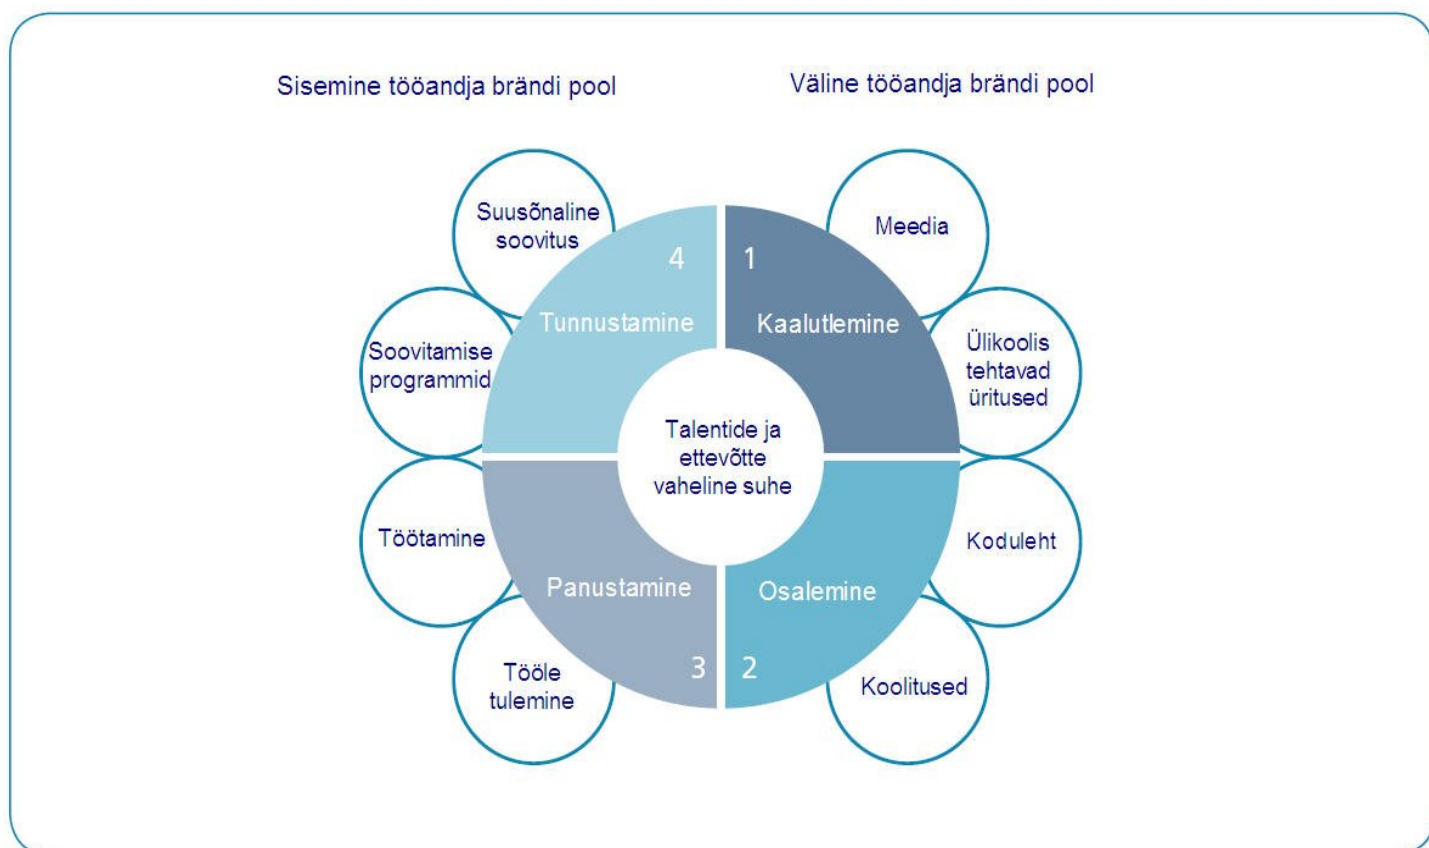 Sisemine tööandja brändi pool
Väline tööandja brändi pool
Suusõnaline
soovitus
Meedia
4
1
Tunnustamine
Kaalutlemine
Soovitamise
programmid
Ülikoolis
tehtavad
üritused
Talentide ja
ettevõtte
vaheline suhe
Töötamine
Koduleht
Panustamine
Osalemine
3
2
Tööle
tulemine
Koolitused